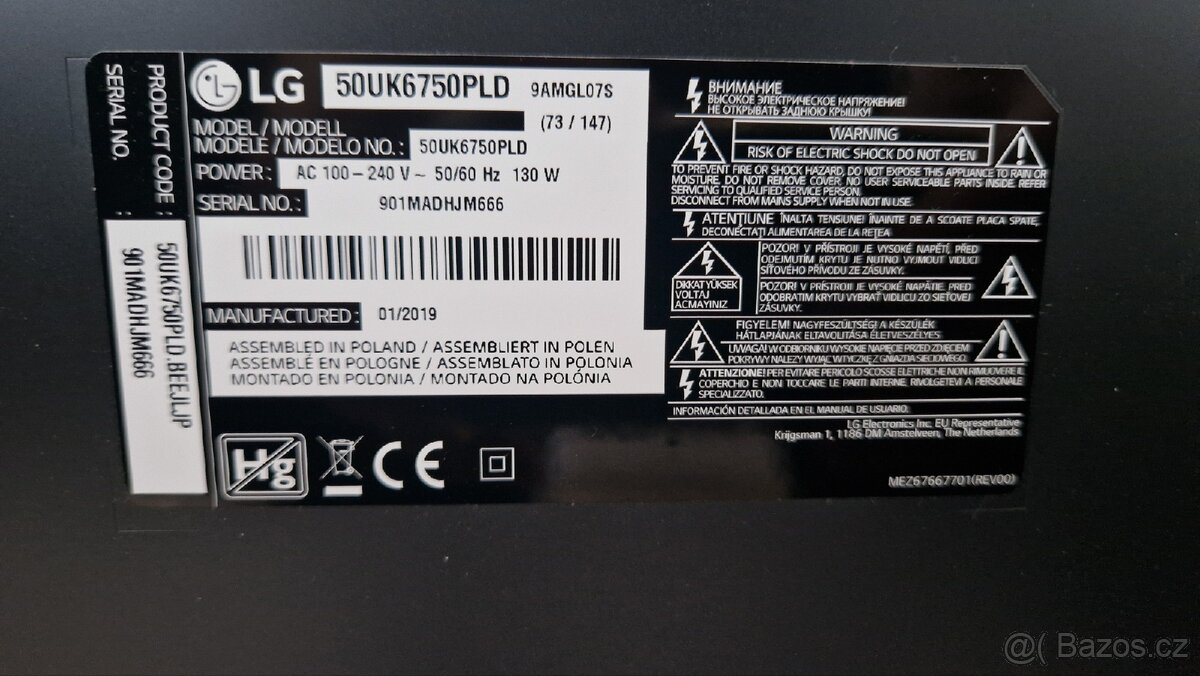 PRODUCT CODE :
SERIAL NO. :
50UK6750PLD.BEEJLJP
901MADHJM666
LG 50UK6750PLD 9AMGL07S
MODEL / MODELL (73 / 147)
MODELE / MODELO NO. : 50UK6750PLD
POWER : AC 100 – 240 V ~ 50/60 Hz 130 W
SERIAL NO. : 901MADHJM666
MANUFACTURED : 01/2019
ASSEMBLED IN POLAND / ASSEMBLIERT IN POLEN
ASSEMBLÉ EN POLOGNE / ASSEMBLATO IN POLONIA
MONTADO EN POLONIA / MONTADO NA POLÓNIA
Hg
CE
ВНИМАНИЕ
ВЫСОКОЕ ЭЛЕКТРИЧЕСКОЕ НАПРЯЖЕНИЕ!
НЕ ОТКРЫВАТЬ ЗАДНЮЮ КРЫШКУ!
WARNING
RISK OF ELECTRIC SHOCK DO NOT OPEN
TO PREVENT FIRE OR SHOCK HAZARD, DO NOT EXPOSE THIS APPLIANCE TO RAIN OR
MOISTURE. DO NOT REMOVE COVER. NO USER SERVICEABLE PARTS INSIDE. REFER
SERVICING TO QUALIFIED SERVICE PERSON.
DISCONNECT FROM MAINS SUPPLY WHEN NOT IN USE.
ATENȚIUNE ÎNALTA TENSIUNE! ÎNAINTE DE A SCOATE PLACA SPATE,
DECONECTAȚI ALIMENTAREA DE LA REȚEA
DIKKAT YÜKSEK
VOLTAJ
AÇMAYINIZ
POZOR! V PŘÍSTROJI JE VYSOKÉ NAPĚTÍ, PŘED
ODEJMUTÍM KRYTU JE NUTNO VYJMOUT VIDLICI
SÍŤOVÉHO PŘÍVODU ZE ZÁSUVKY.
POZOR! V PRÍSTROJI JE VYSOKÉ NAPÄTIE, PRED
ODOBRATIM KRYTU VYBRAŤ VIDLICU ZO SIEŤOVEJ
ZÁSUVKY.
FIGYELEM! NAGYFESZÜLTSÉG! A KÉSZÜLÉK
HÁTLAPJÁNAK ELTÁVOLÍTÁSA ÉLETVESZÉLYES.
UWAGA! W ODBIORNIKU WYSOKIE NAPIĘCIE PRZED ZDJĘCIEM
POKRYWY NALEŻY WYJĄĆ WTYCZKĘ Z GNIAZDA SIECIOWEGO.
ATTENZIONE! PER EVITARE PERICOLO SCOSSE ELETTRICHE NON RIMUOVERE IL
COPERCHIO E NON TOCCARE LE PARTI INTERNE, RIVOLGETEVI A PERSONALE
SPECIALIZZATO.
INFORMACIÓN DETALLADA EN EL MANUAL DE USUARIO.
LG Electronics Inc. EU Representative
Krijgsman 1, 1186 DM Amstelveen, The Netherlands
MEZ67667701(REV00)
@( Bazos.cz